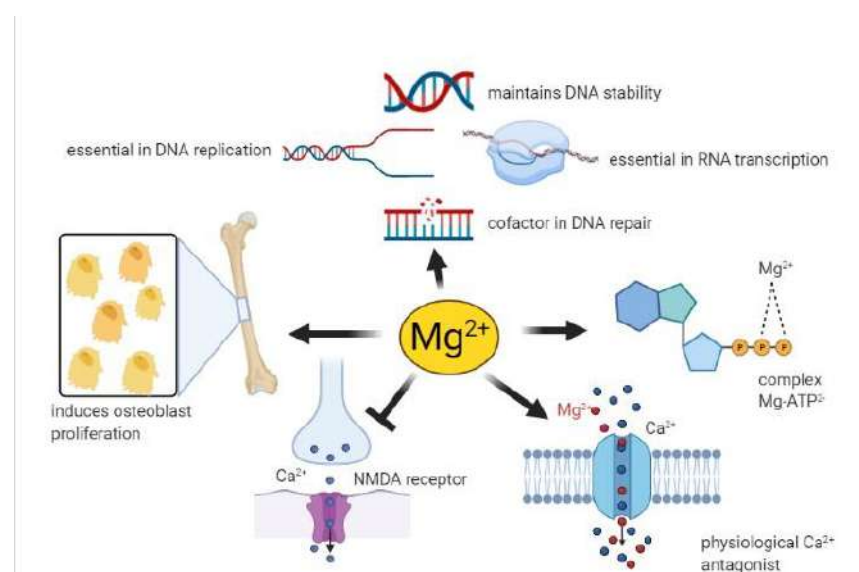 maintains DNA stability
essential in DNA replication
essential in RNA transcription
cofactor in DNA repair
Mg²⁺
Mg²⁺
P P P
complex
Mg-ATP²⁻
induces osteoblast
proliferation
Mg²⁺
Ca²⁺
Ca²⁺
NMDA receptor
physiological Ca²⁺
antagonist